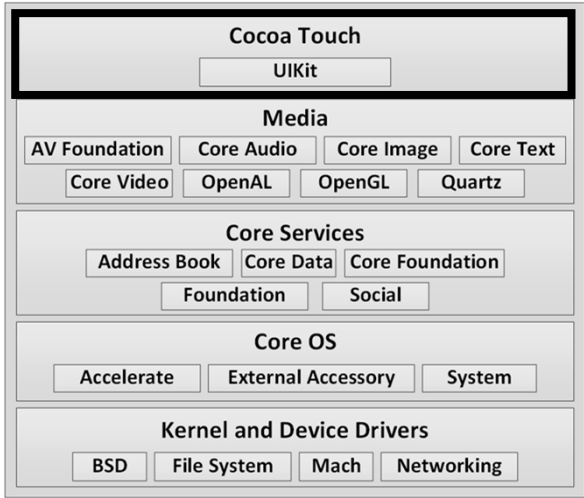 Cocoa Touch
UIKit
Media
AV Foundation Core Audio Core Image Core Text
Core Video OpenAL OpenGL Quartz
Core Services
Address Book Core Data Core Foundation
Foundation Social
Core OS
Accelerate External Accessory System
Kernel and Device Drivers
BSD File System Mach Networking